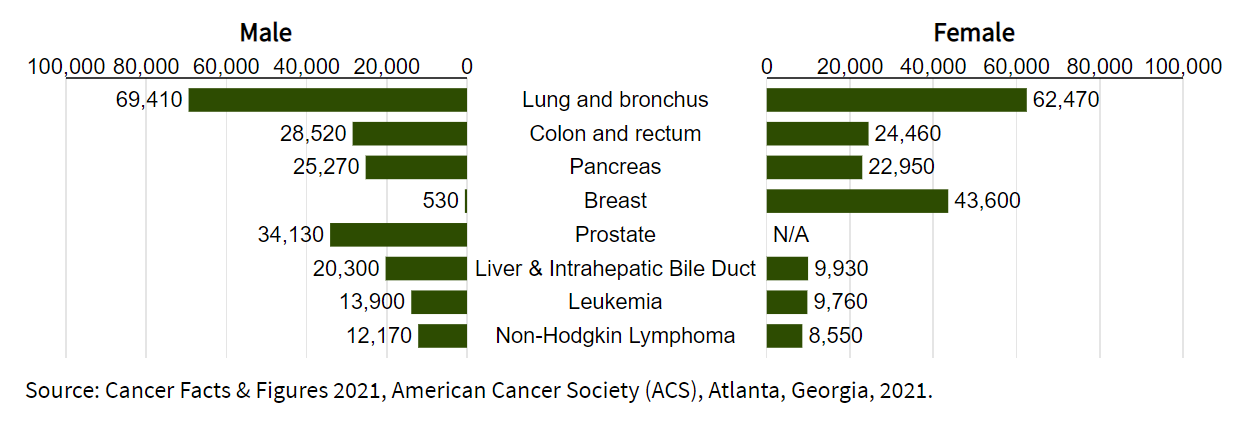 Male Female
100,000 80,000 60,000 40,000 20,000 0 0 20,000 40,000 60,000 80,000 100,000
69,410 Lung and bronchus 62,470
28,520 Colon and rectum 24,460
25,270 Pancreas 22,950
530 Breast 43,600
34,130 Prostate N/A
20,300 Liver & Intrahepatic Bile Duct 9,930
13,900 Leukemia 9,760
12,170 Non-Hodgkin Lymphoma 8,550
Source: Cancer Facts & Figures 2021, American Cancer Society (ACS), Atlanta, Georgia, 2021.